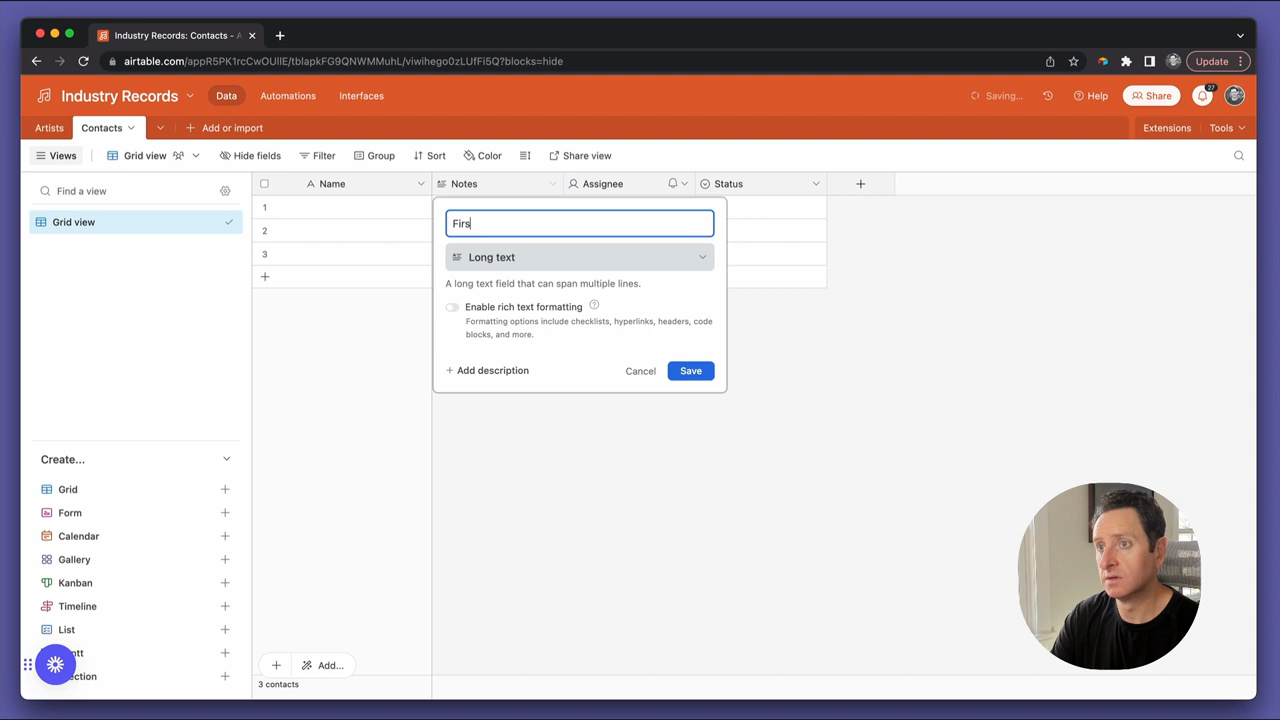 Industry Records: Contacts - A
airtable.com/appR5PK1rcCwOUIlE/tblapkFG9QNWMMuhL/viwihego0zLUfFi5Q?blocks=hide
Update
Industry Records
Data
Automations
Interfaces
Saving...
Help
Share
27
Artists
Contacts
Add or import
Extensions
Tools
Views
Grid view
Hide fields
Filter
Group
Sort
Color
Share view
Find a view
Grid view
Name
Notes
Assignee
Status
1
2
3
Firs
Long text
A long text field that can span multiple lines.
Enable rich text formatting
Formatting options include checklists, hyperlinks, headers, code
blocks, and more.
Add description
Cancel
Save
Create...
Grid
Form
Calendar
Gallery
Kanban
Timeline
List
ntt
ection
Add...
3 contacts